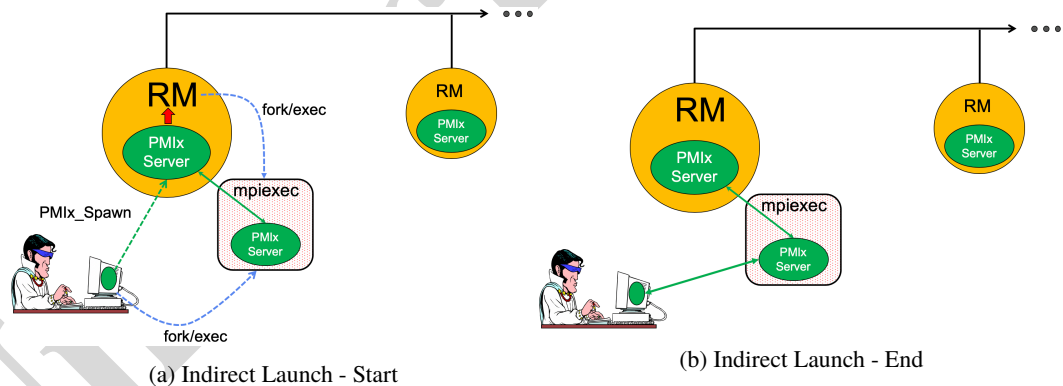 RM
fork/exec
PMIx
Server
mpiexec
PMIx_Spawn
PMIx
Server
fork/exec
RM
PMIx
Server
(a) Indirect Launch - Start
RM
PMIx
Server
mpiexec
PMIx
Server
RM
PMIx
Server
(b) Indirect Launch - End